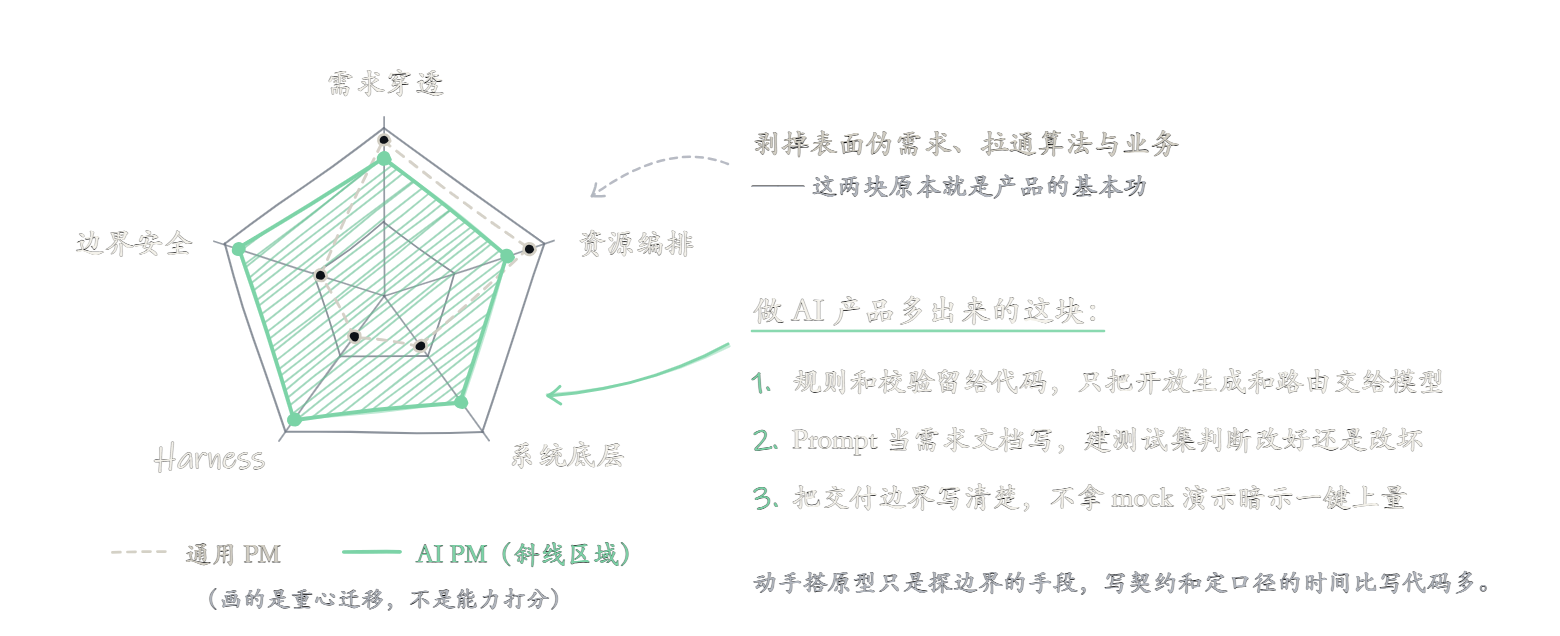 需求穿透
边界安全
资源编排
Harness
系统底层
通用 PM
AI PM（斜线区域）
（画的是重心迁移，不是能力打分）
剥掉表面伪需求、拉通算法与业务
—— 这两块原本就是产品的基本功
做 AI 产品多出来的这块：
1. 规则和校验留给代码，只把开放生成和路由交给模型
2. Prompt 当需求文档写，建测试集判断改好还是改坏
3. 把交付边界写清楚，不拿 mock 演示暗示一键上量
动手搭原型只是探边界的手段，写契约和定口径的时间比写代码多。